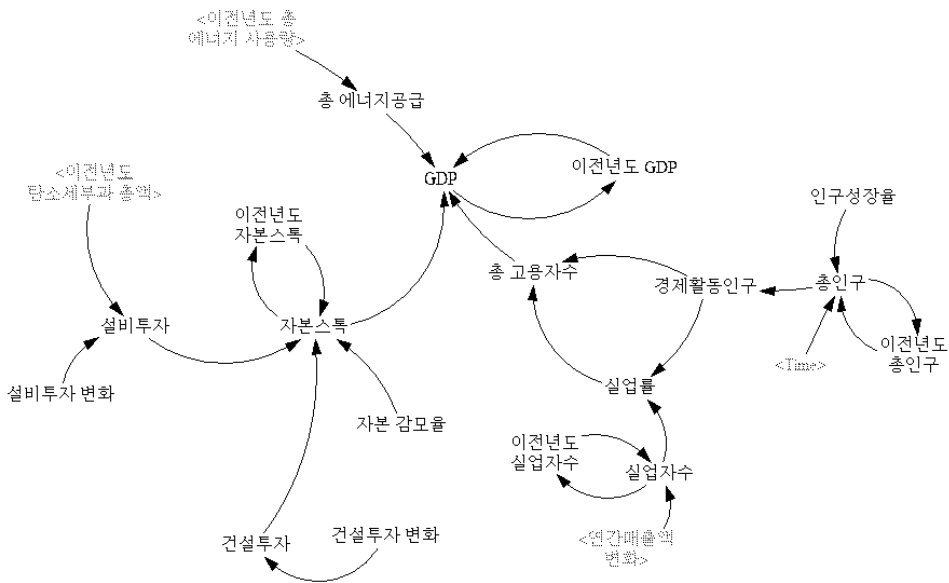 <이전년도 총
에너지 사용량>
총 에너지공급
<이전년도
탄소세부과 총액>
GDP
이전년도 GDP
인구성장율
이전년도
자본스톡
총 고용자수
경제활동인구
총인구
설비투자
자본스톡
이전년도
총인구
<Time>
설비투자 변화
실업률
자본 감모율
이전년도
실업자수
실업자수
건설투자
건설투자 변화
<연간매출액
변화>